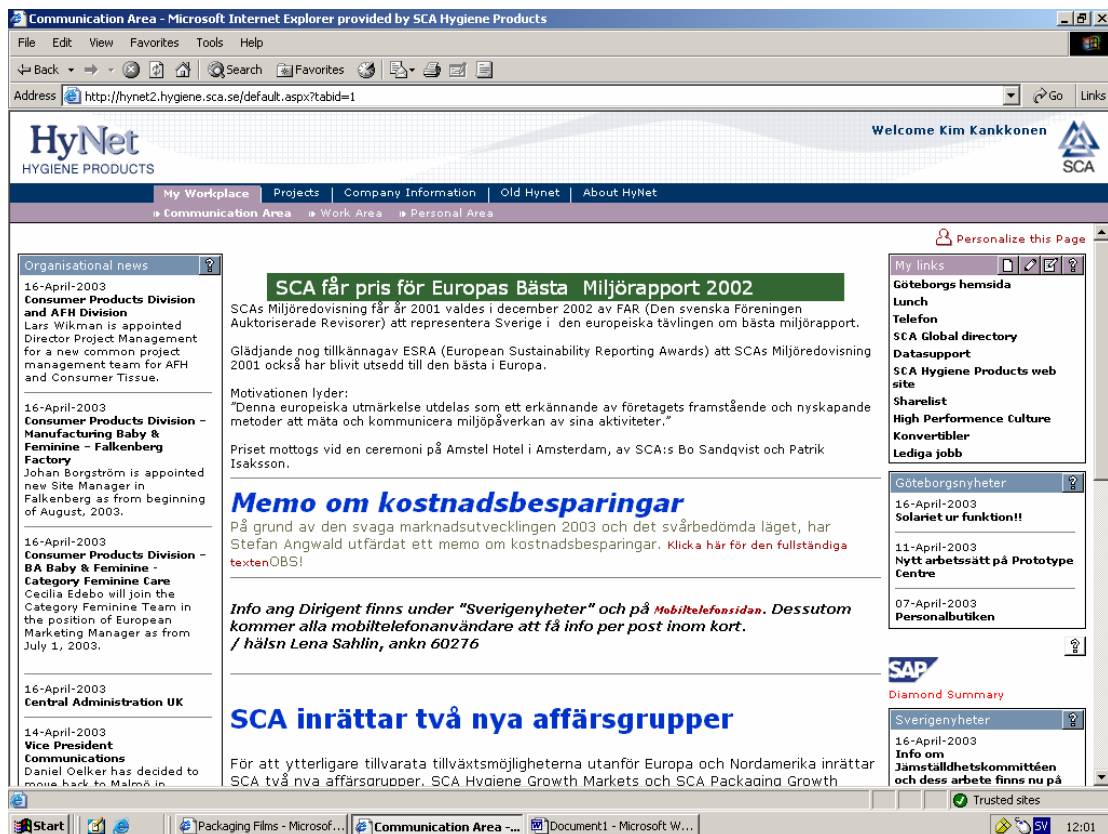 Communication Area - Microsoft Internet Explorer provided by SCA Hygiene Products
File Edit View Favorites Tools Help
Back Search Favorites
Address http://hynet2.hygiene.sca.se/default.aspx?tabid=1 Go Links
HyNet
HYGIENE PRODUCTS
Welcome Kim Kankkonen
SCA
My Workplace Projects Company Information Old Hynet About HyNet
Communication Area Work Area Personal Area
Personalize this Page
Organisational news ?
16-April-2003
Consumer Products Division
and AFH Division
Lars Wikman is appointed
Director Project Management
for a new common project
management team for AFH
and Consumer Tissue.
16-April-2003
Consumer Products Division -
Manufacturing Baby &
Feminine - Falkenberg
Factory
Johan Borgström is appointed
new Site Manager in
Falkenberg as from beginning
of August, 2003.
16-April-2003
Consumer Products Division -
BA Baby & Feminine -
Category Feminine Care
Cecilia Edebo will join the
Category Feminine Team in
the position of European
Marketing Manager as from
July 1, 2003.
16-April-2003
Central Administration UK
14-April-2003
Vice President
Communications
Daniel Oelker has decided to
move back to Malmö in
SCA får pris för Europas Bästa Miljörapport 2002
SCAs Miljöredovisning får år 2001 valdes i december 2002 av FAR (Den svenska Föreningen
Auktoriserade Revisorer) att representera Sverige i den europeiska tävlingen om bästa miljörapport.
Glädjande nog tillkännagav ESRA (European Sustainability Reporting Awards) att SCAs Miljöredovisning
2001 också har blivit utsedd till den bästa i Europa.
Motivationen lyder:
"Denna europeiska utmärkelse utdelas som ett erkännande av företagets framstående och nyskapande
metoder att mäta och kommunicera miljöpåverkan av sina aktiviteter."
Priset mottogs vid en ceremoni på Amstel Hotel i Amsterdam, av SCA:s Bo Sandqvist och Patrik
Isaksson.
Memo om kostnadsbesparingar
På grund av den svaga marknadsutvecklingen 2003 och det svårbedömda läget, har
Stefan Angwald utfärdat ett memo om kostnadsbesparingar. Klicka här för den fullständiga
textenOBS!
Info ang Dirigent finns under "Sverigenyheter" och på Mobiltelefonsidan. Dessutom
kommer alla mobiltelefonanvändare att få info per post inom kort.
/ hälsn Lena Sahlin, ankn 60276
SCA inrättar två nya affärsgrupper
För att ytterligare tillvarata tillväxtsmöjligheterna utanför Europa och Nordamerika inrättar
SCA två nya affärsgrupper. SCA Hygiene Growth Markets och SCA Packaging Growth
My links ?
Göteborgs hemsida
Lunch
Telefon
SCA Global directory
Datasupport
SCA Hygiene Products web
site
Sharelist
High Performance Culture
Konvertibler
Lediga jobb
Göteborgsnyheter ?
16-April-2003
Solariet ur funktion!!
11-April-2003
Nytt arbetssätt på Prototype
Centre
07-April-2003
Personalbutiken
?
SAP
Diamond Summary
Sverigenyheter ?
16-April-2003
Info om
Jämställdhetskommittéen
och dess arbete finns nu på
Trusted sites
Start Packaging Films - Microsof... Communication Area -... Document1 - Microsoft W... SV 12:01